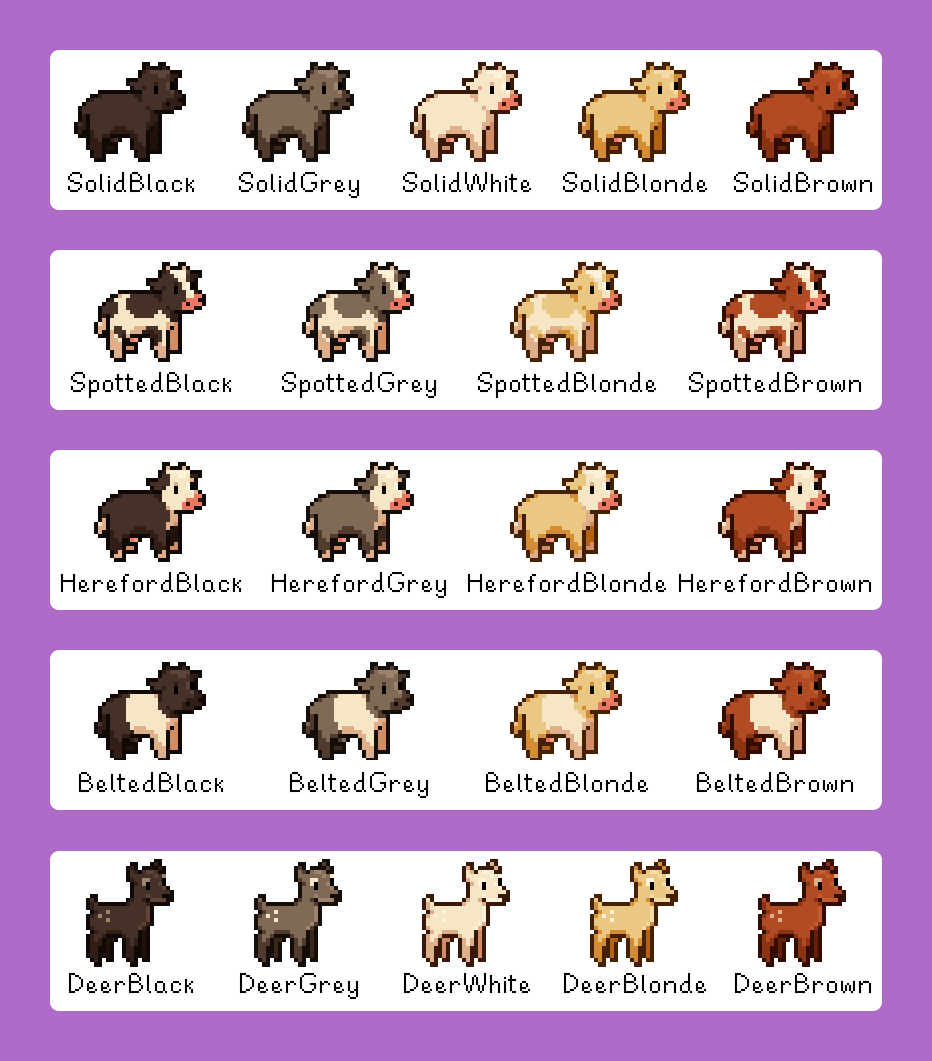 SolidBlack SolidGrey SolidWhite SolidBlonde SolidBrown
SpottedBlack SpottedGrey SpottedBlonde SpottedBrown
HerefordBlack HerefordGrey HerefordBlonde HerefordBrown
BeltedBlack BeltedGrey BeltedBlonde BeltedBrown
DeerBlack DeerGrey DeerWhite DeerBlonde DeerBrown